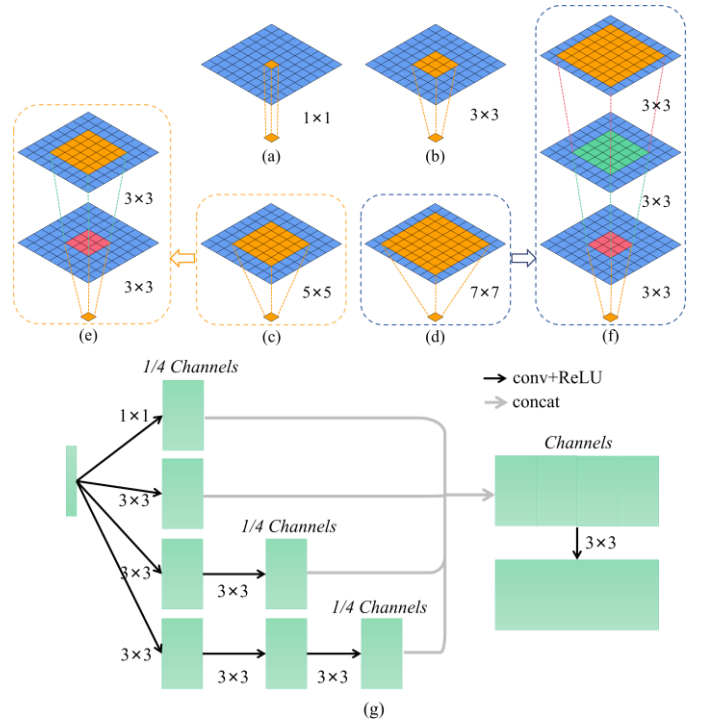 1×1
(a)
3×3
(b)
3×3
3×3
3×3
(f)
3×3
3×3
(e)
5×5
(c)
7×7
(d)
1/4 Channels
1×1
3×3
3×3
3×3
1/4 Channels
3×3
1/4 Channels
3×3
3×3
conv+ReLU
concat
Channels
3×3
(g)